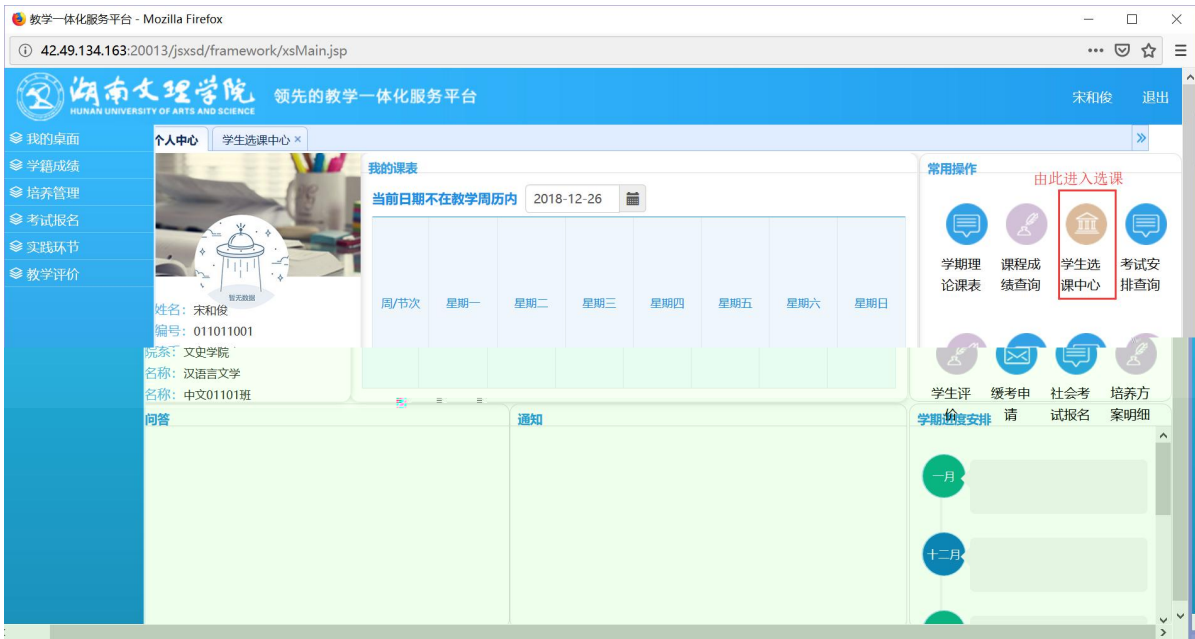 教学一体化服务平台 - Mozilla Firefox
42.49.134.163:20013/jsxsd/framework/xsMain.jsp
湖南文理学院
HUNAN UNIVERSITY OF ARTS AND SCIENCE
领先的教学一体化服务平台
宋和俊 退出
我的桌面
学籍成绩
培养管理
考试报名
实践环节
教学评价
个人中心 学生选课中心 ×
暂无数据
姓名：宋和俊
编号：011011001
院系：文史学院
名称：汉语言文学
名称：中文01101班
我的课表
当前日期不在教学周历内 2018-12-26
周/节次 星期一 星期二 星期三 星期四 星期五 星期六 星期日
常用操作
由此进入选课
学期理论课表
课程成绩查询
学生选课中心
考试安排查询
学生评价
缓考申请
社会考试报名
培养方案明细
问答
通知
学期进度安排
一月
十二月